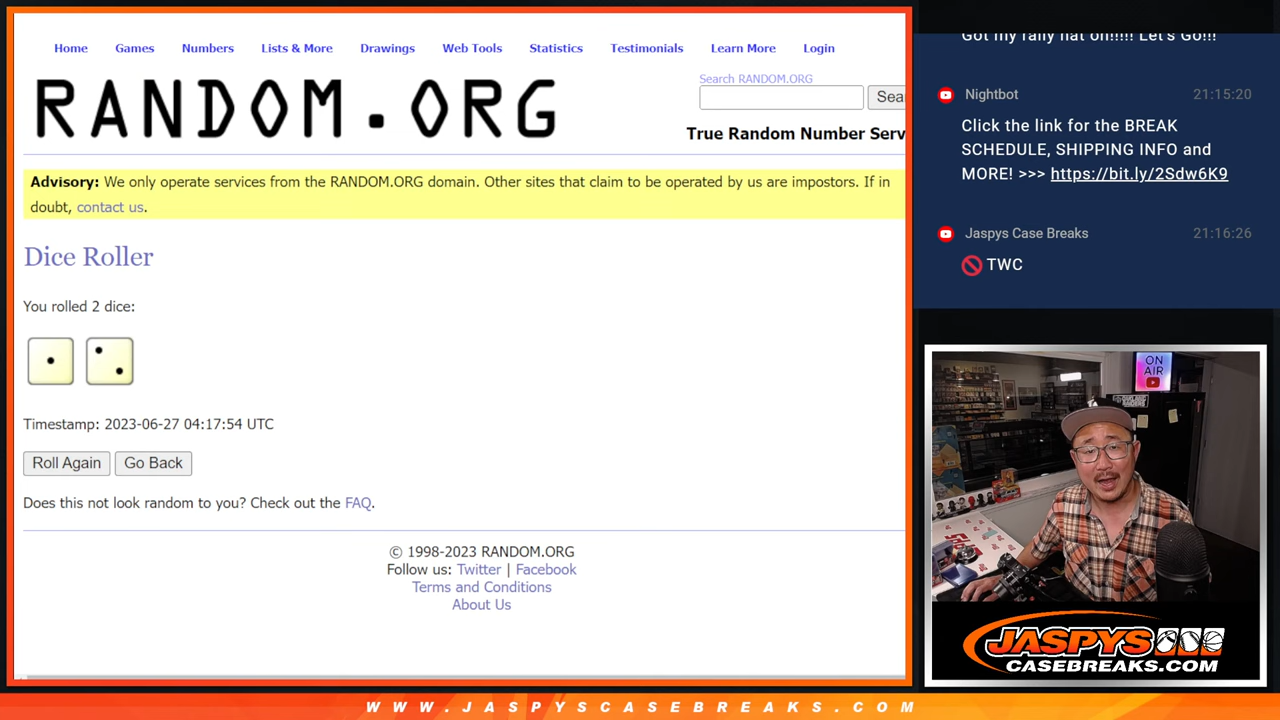 Home Games Numbers Lists & More Drawings Web Tools Statistics Testimonials Learn More Login
RANDOM.ORG
Search RANDOM.ORG
True Random Number Serv
Advisory: We only operate services from the RANDOM.ORG domain. Other sites that claim to be operated by us are impostors. If in
doubt, contact us.
Dice Roller
You rolled 2 dice:
Timestamp: 2023-06-27 04:17:54 UTC
Roll Again Go Back
Does this not look random to you? Check out the FAQ.
© 1998-2023 RANDOM.ORG
Follow us: Twitter | Facebook
Terms and Conditions
About Us
Got my rally hat on!!!!! Let's Go!!!
Nightbot 21:15:20
Click the link for the BREAK
SCHEDULE, SHIPPING INFO and
MORE! >>> https://bit.ly/2Sdw6K9
Jaspys Case Breaks 21:16:26
🚫 TWC
ON
AIR
JASPYS
CASEBREAKS.COM
WWW.JASPYSCASEBREAKS.COM